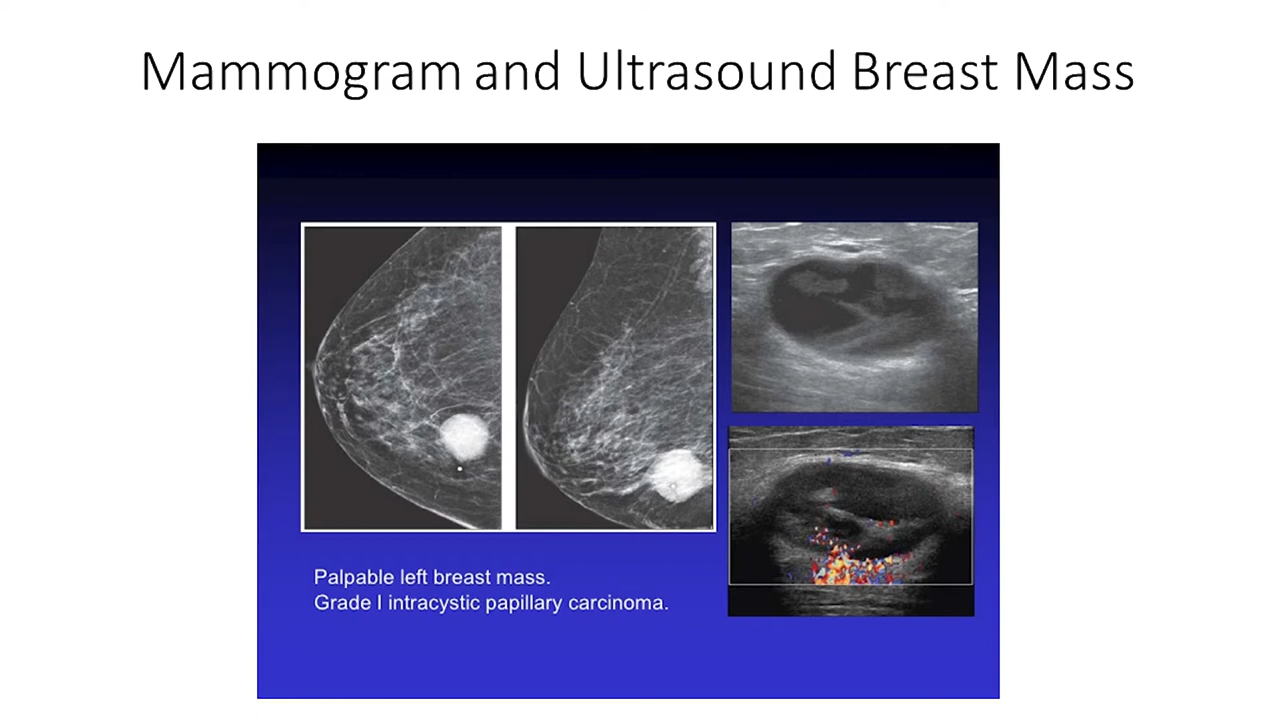 Mammogram and Ultrasound Breast Mass
Palpable left breast mass.
Grade I intracystic papillary carcinoma.